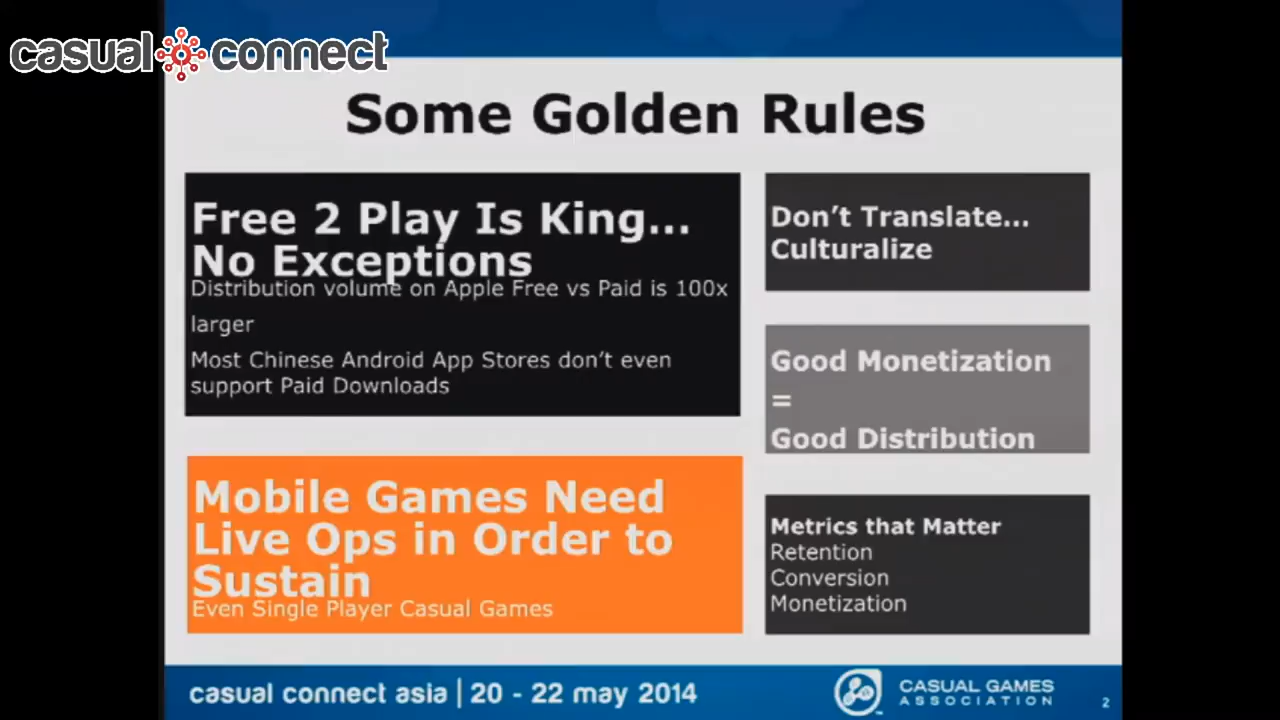 casual connect
Some Golden Rules
Free 2 Play Is King...
No Exceptions
Distribution volume on Apple Free vs Paid is 100x
larger
Most Chinese Android App Stores don't even
support Paid Downloads
Mobile Games Need
Live Ops in Order to
Sustain
Even Single Player Casual Games
Don't Translate...
Culturalize
Good Monetization
=
Good Distribution
Metrics that Matter
Retention
Conversion
Monetization
casual connect asia | 20 - 22 may 2014
CASUAL GAMES
ASSOCIATION
2